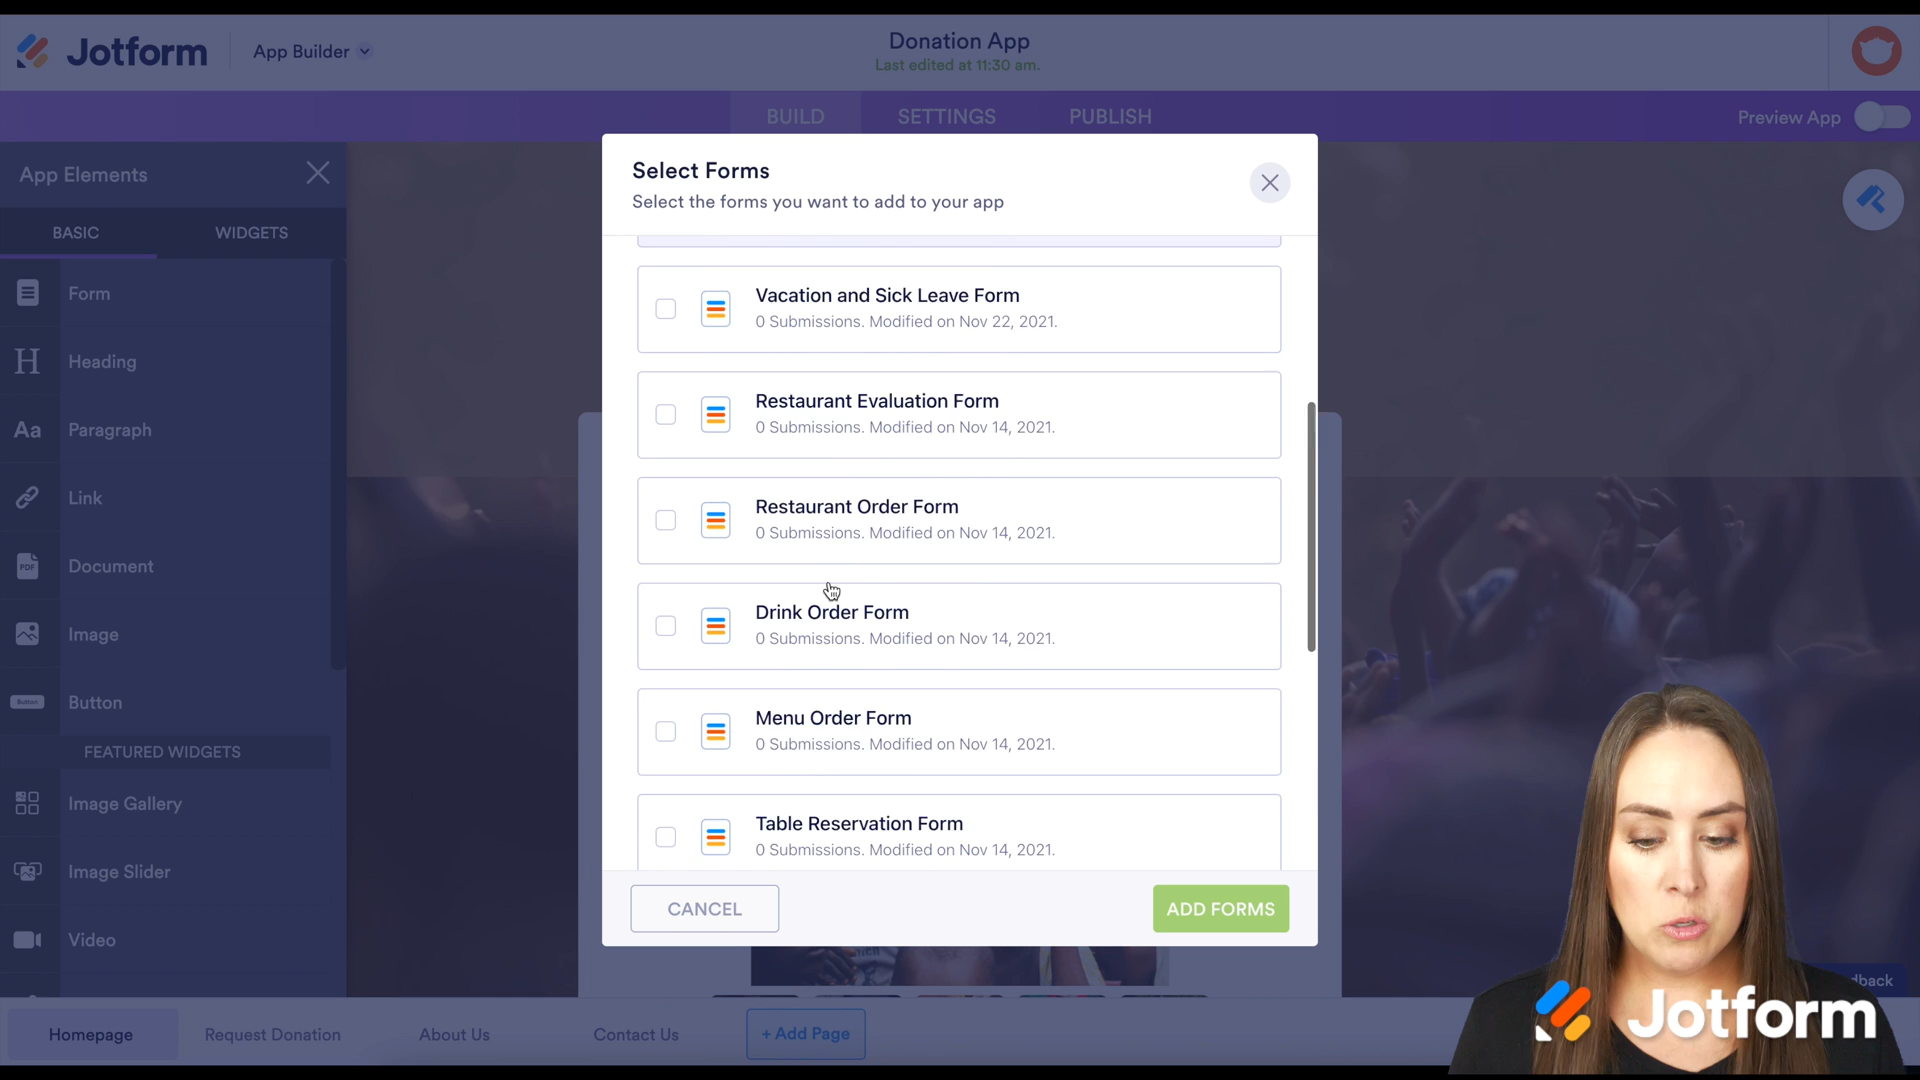 Jotform
App Builder
Donation App
Last edited at 11:30 am.
BUILD
SETTINGS
PUBLISH
Preview App
App Elements
BASIC
WIDGETS
Form
H
Heading
Aa
Paragraph
Link
PDF
Document
Image
Button
Button
FEATURED WIDGETS
Image Gallery
Image Slider
Video
Select Forms
Select the forms you want to add to your app
Vacation and Sick Leave Form
0 Submissions. Modified on Nov 22, 2021.
Restaurant Evaluation Form
0 Submissions. Modified on Nov 14, 2021.
Restaurant Order Form
0 Submissions. Modified on Nov 14, 2021.
Drink Order Form
0 Submissions. Modified on Nov 14, 2021.
Menu Order Form
0 Submissions. Modified on Nov 14, 2021.
Table Reservation Form
0 Submissions. Modified on Nov 14, 2021.
CANCEL
ADD FORMS
dback
Jotform
Homepage
Request Donation
About Us
Contact Us
+ Add Page